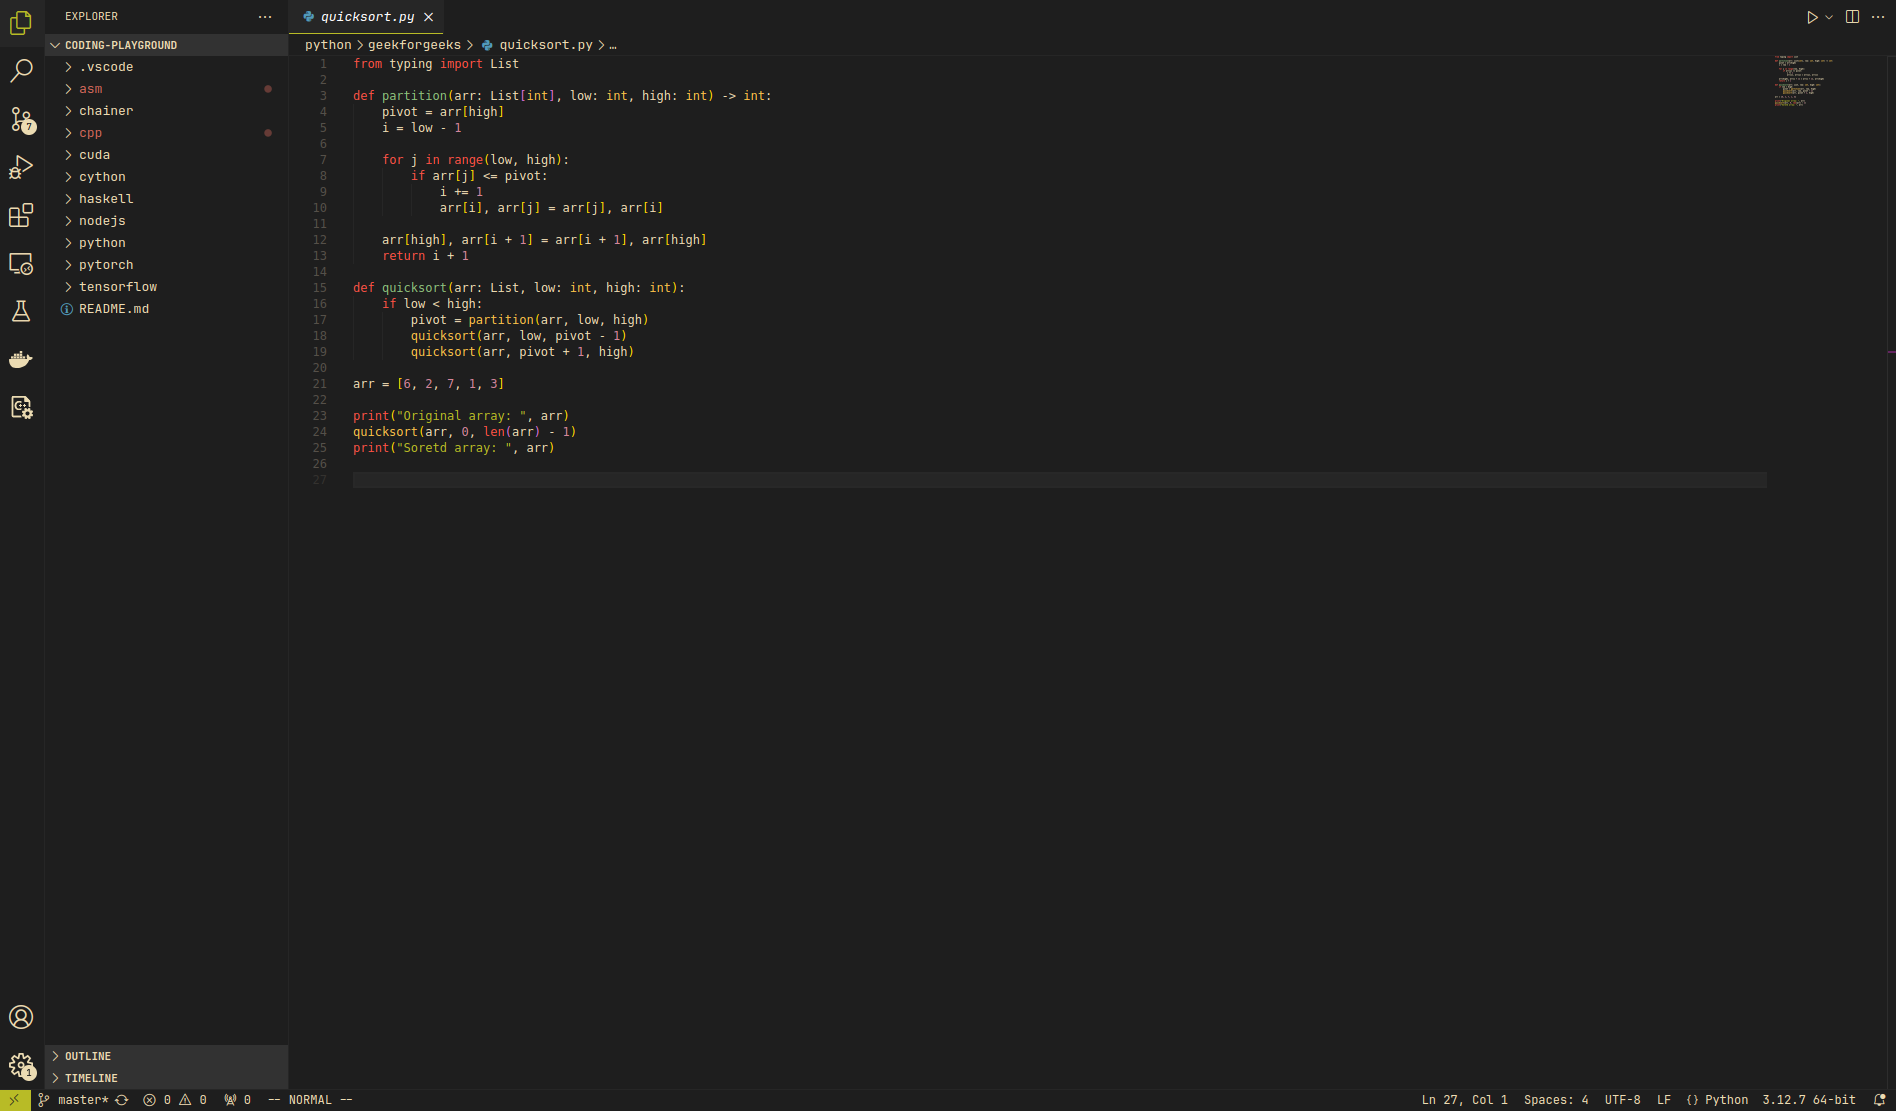 EXPLORER
CODING-PLAYGROUND
.vscode
asm
chainer
cpp
cuda
cython
haskell
nodejs
python
pytorch
tensorflow
README.md
OUTLINE
TIMELINE
7
1
quicksort.py
python > geekforgeeks > quicksort.py > …
1 from typing import List
2
3 def partition(arr: List[int], low: int, high: int) -> int:
4     pivot = arr[high]
5     i = low - 1
6
7     for j in range(low, high):
8         if arr[j] <= pivot:
9             i += 1
10             arr[i], arr[j] = arr[j], arr[i]
11
12     arr[high], arr[i + 1] = arr[i + 1], arr[high]
13     return i + 1
14
15 def quicksort(arr: List, low: int, high: int):
16     if low < high:
17         pivot = partition(arr, low, high)
18         quicksort(arr, low, pivot - 1)
19         quicksort(arr, pivot + 1, high)
20
21 arr = [6, 2, 7, 1, 3]
22
23 print("Original array: ", arr)
24 quicksort(arr, 0, len(arr) - 1)
25 print("Soretd array: ", arr)
26
27
master* 0 0 0 -- NORMAL -- Ln 27, Col 1 Spaces: 4 UTF-8 LF {} Python 3.12.7 64-bit